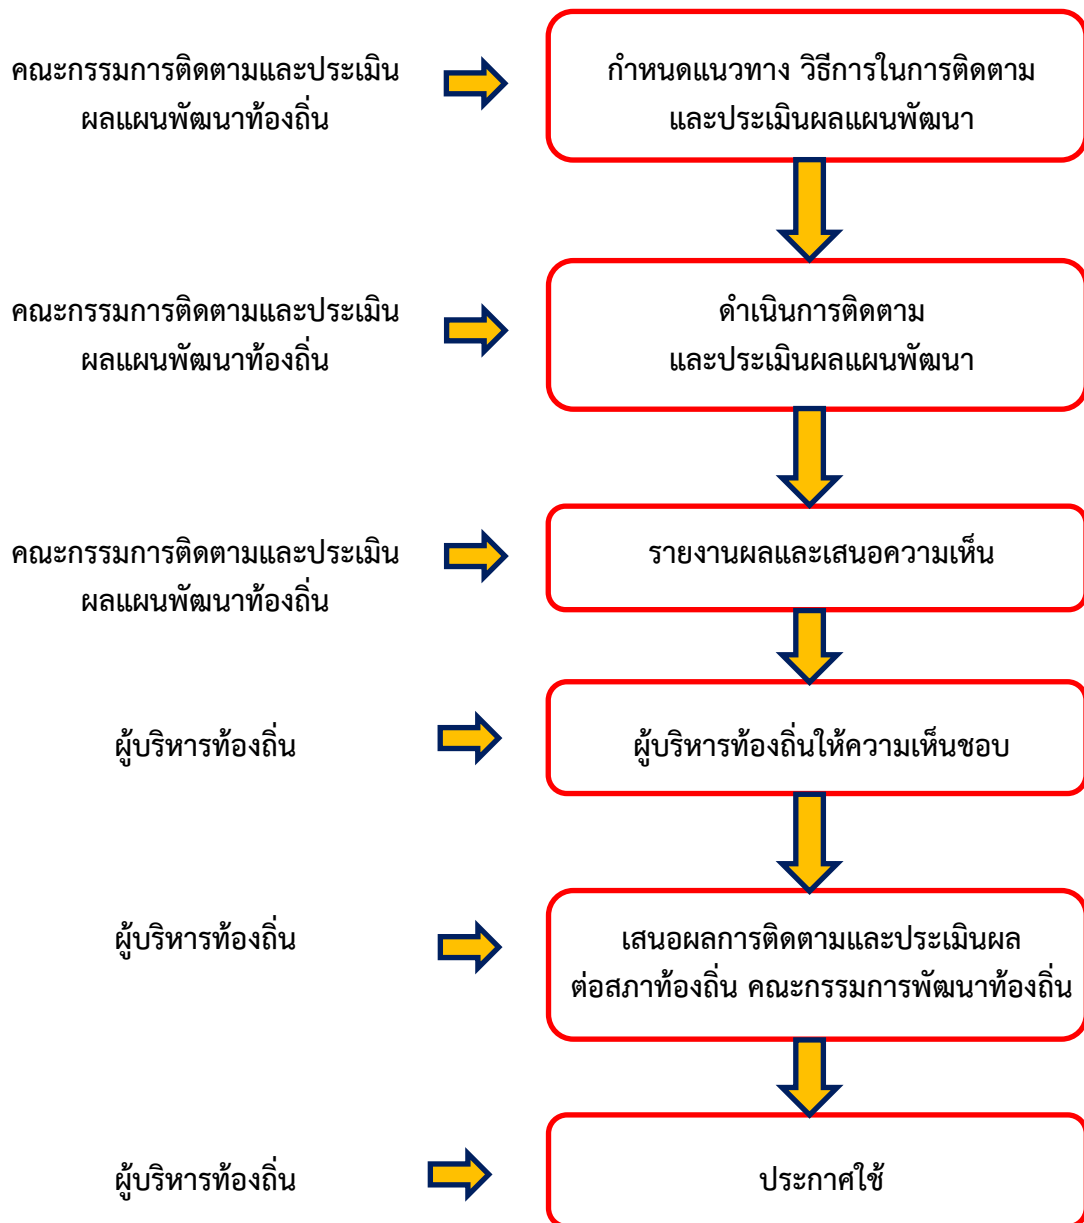 คณะกรรมการติดตามและประเมิน
ผลแผนพัฒนาท้องถิ่น
กำหนดแนวทาง วิธีการในการติดตาม
และประเมินผลแผนพัฒนา
คณะกรรมการติดตามและประเมิน
ผลแผนพัฒนาท้องถิ่น
ดำเนินการติดตาม
และประเมินผลแผนพัฒนา
คณะกรรมการติดตามและประเมิน
ผลแผนพัฒนาท้องถิ่น
รายงานผลและเสนอความเห็น
ผู้บริหารท้องถิ่น
ผู้บริหารท้องถิ่นให้ความเห็นชอบ
ผู้บริหารท้องถิ่น
เสนอผลการติดตามและประเมินผล
ต่อสภาท้องถิ่น คณะกรรมการพัฒนาท้องถิ่น
ผู้บริหารท้องถิ่น
ประกาศใช้